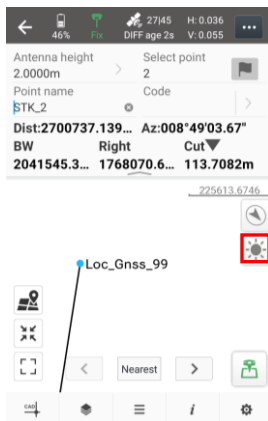 46% Fix DIFF age 2s 27|45 H: 0.036 V: 0.055
Antenna height Select point
2.0000m 2
Point name Code
STK_2
Dist:2700737.139... Az:008°49'03.67"
BW Right Cut▼
2041545.3... 1768070.6... 113.7082m
225613.6746
Loc_Gnss_99
Nearest
CAD i